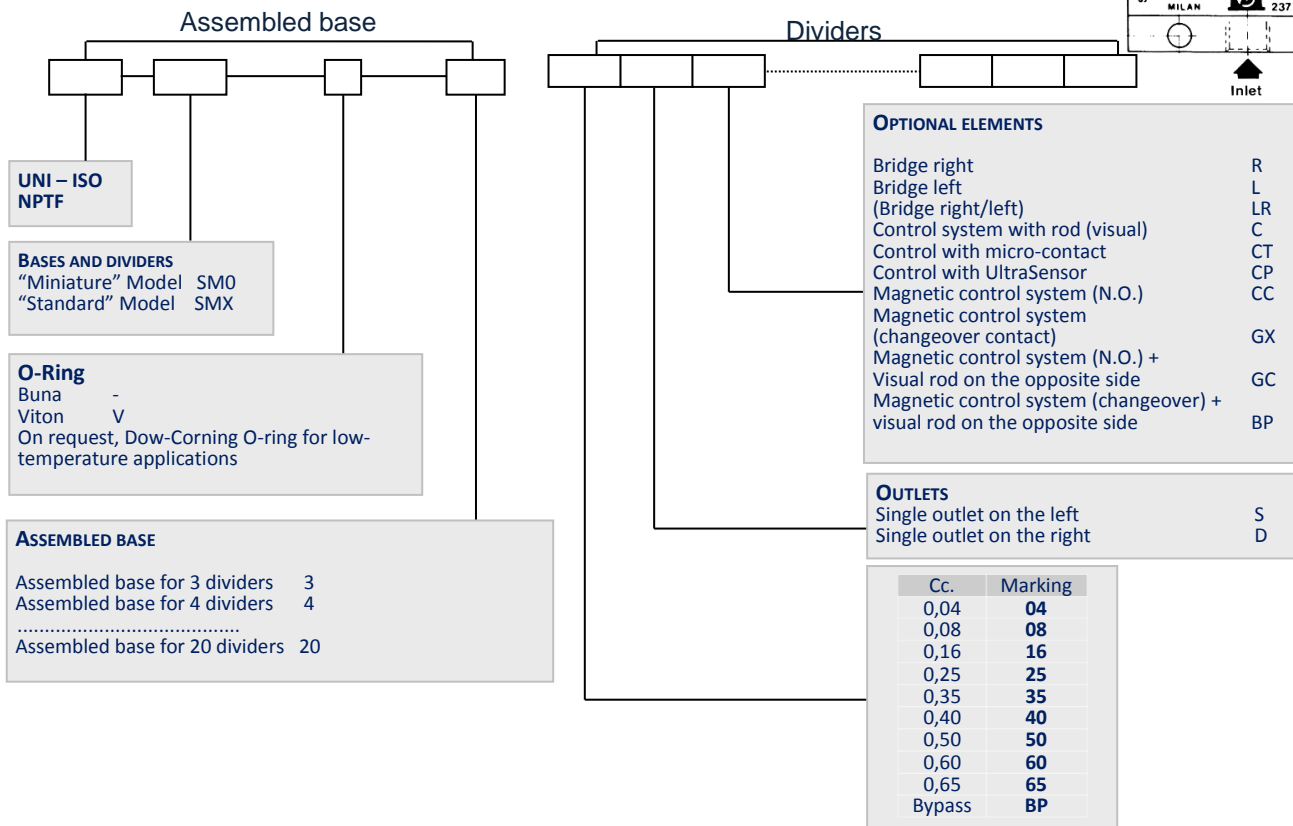 Assembled base
Dividers
MILAN
237
Inlet
UNI – ISO
NPTF
BASES AND DIVIDERS
“Miniature” Model SM0
“Standard” Model SMX
O-Ring
Buna -
Viton V
On request, Dow-Corning O-ring for low-
temperature applications
ASSEMBLED BASE
Assembled base for 3 dividers 3
Assembled base for 4 dividers 4
........................................
Assembled base for 20 dividers 20
OPTIONAL ELEMENTS
Bridge right R
Bridge left L
(Bridge right/left) LR
Control system with rod (visual) C
Control with micro-contact CT
Control with UltraSensor CP
Magnetic control system (N.O.) CC
Magnetic control system
(changeover contact) GX
Magnetic control system (N.O.) +
Visual rod on the opposite side GC
Magnetic control system (changeover) +
visual rod on the opposite side BP
OUTLETS
Single outlet on the left S
Single outlet on the right D
Cc. Marking
0,04 04
0,08 08
0,16 16
0,25 25
0,35 35
0,40 40
0,50 50
0,60 60
0,65 65
Bypass BP